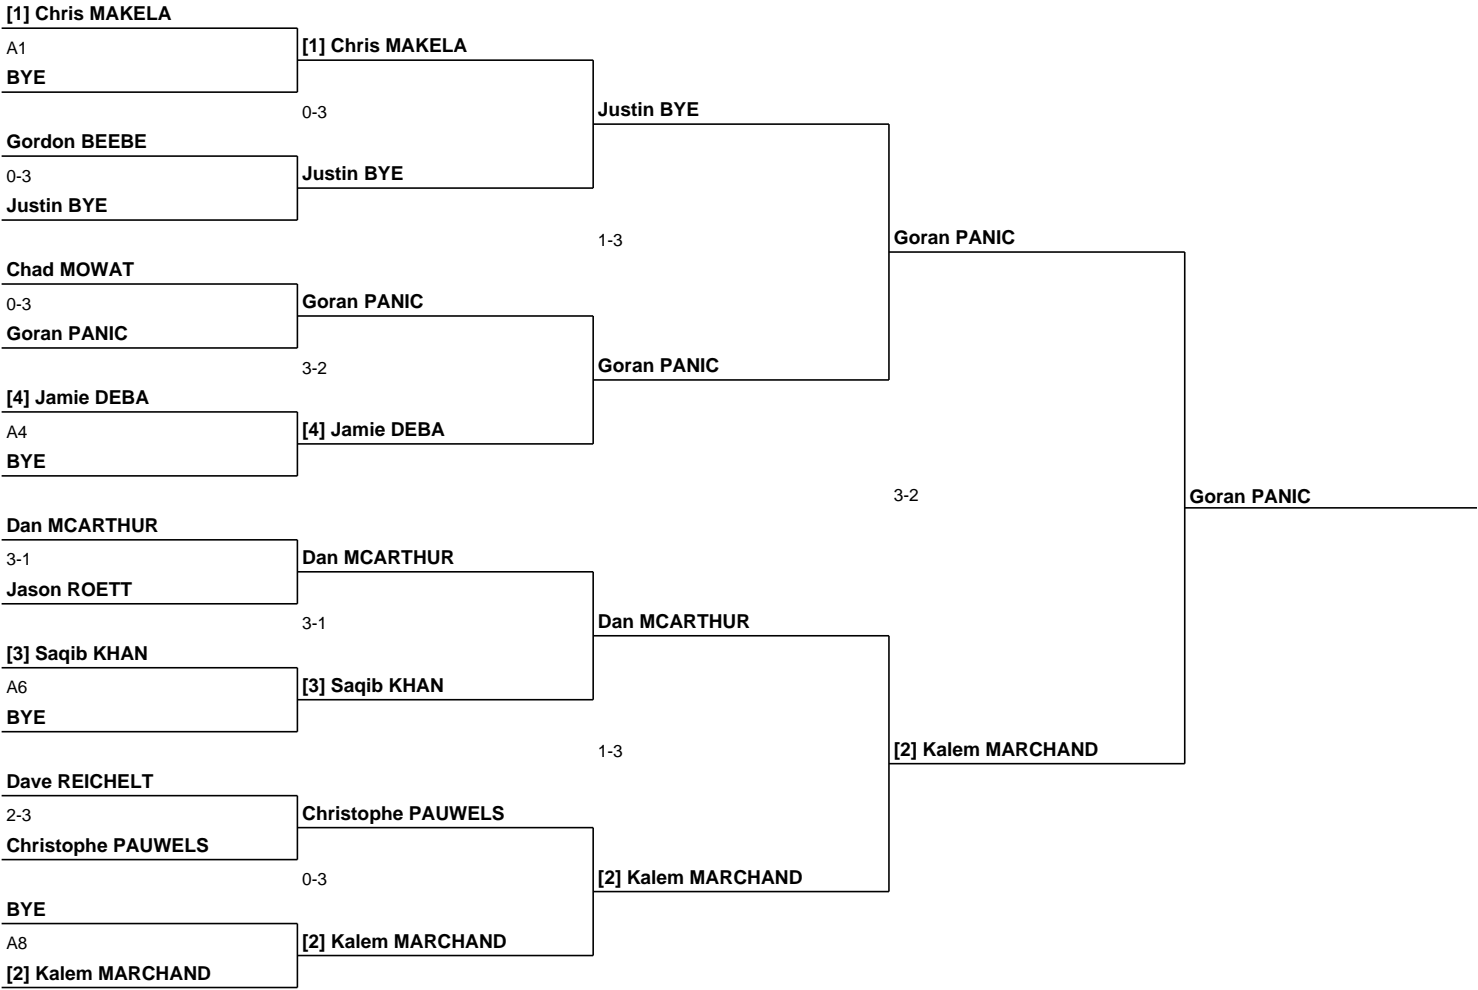 [1] Chris MAKELA
A1
BYE
Gordon BEEBE
0-3
Justin BYE
Chad MOWAT
0-3
Goran PANIC
[4] Jamie DEBA
A4
BYE
Dan MCARTHUR
3-1
Jason ROETT
[3] Saqib KHAN
A6
BYE
Dave REICHELT
2-3
Christophe PAUWELS
BYE
A8
[2] Kalem MARCHAND
[1] Chris MAKELA
0-3
Justin BYE
Goran PANIC
3-2
[4] Jamie DEBA
Dan MCARTHUR
3-1
[3] Saqib KHAN
Christophe PAUWELS
0-3
[2] Kalem MARCHAND
Justin BYE
1-3
Goran PANIC
Dan MCARTHUR
1-3
[2] Kalem MARCHAND
Goran PANIC
3-2
[2] Kalem MARCHAND
Goran PANIC